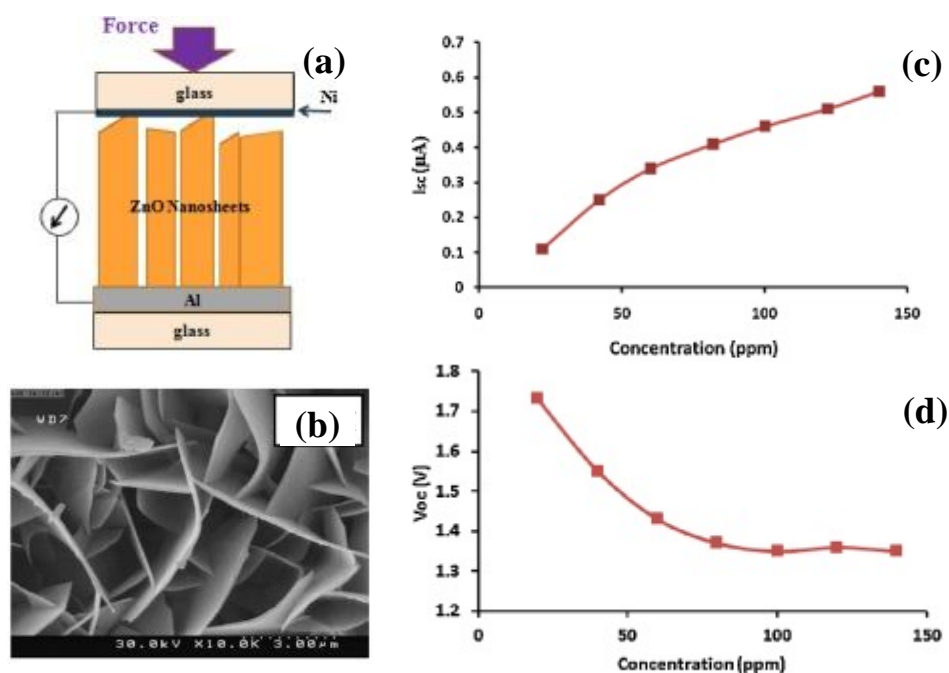 Force
(a)
glass
Ni
ZnO Nanosheets
Al
glass
WD7
(b)
30.0kV X10.0K 3.00µm
(c)
Isc (µA)
0.7
0.6
0.5
0.4
0.3
0.2
0.1
0
0
50
100
150
Concentration (ppm)
(d)
Voc [V]
1.8
1.7
1.6
1.5
1.4
1.3
1.2
0
50
100
150
Concentration (ppm)